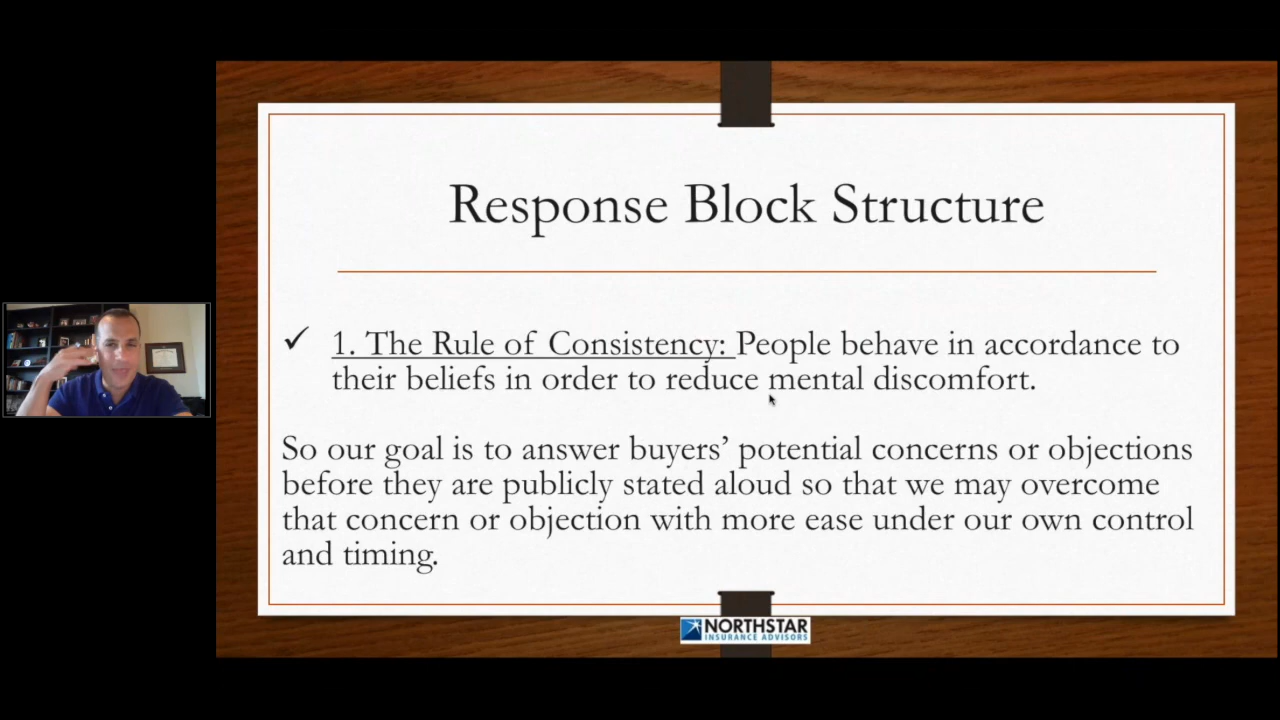 Response Block Structure
✓ 1. The Rule of Consistency: People behave in accordance to
their beliefs in order to reduce mental discomfort.
So our goal is to answer buyers’ potential concerns or objections
before they are publicly stated aloud so that we may overcome
that concern or objection with more ease under our own control
and timing.
NORTHSTAR
INSURANCE ADVISORS